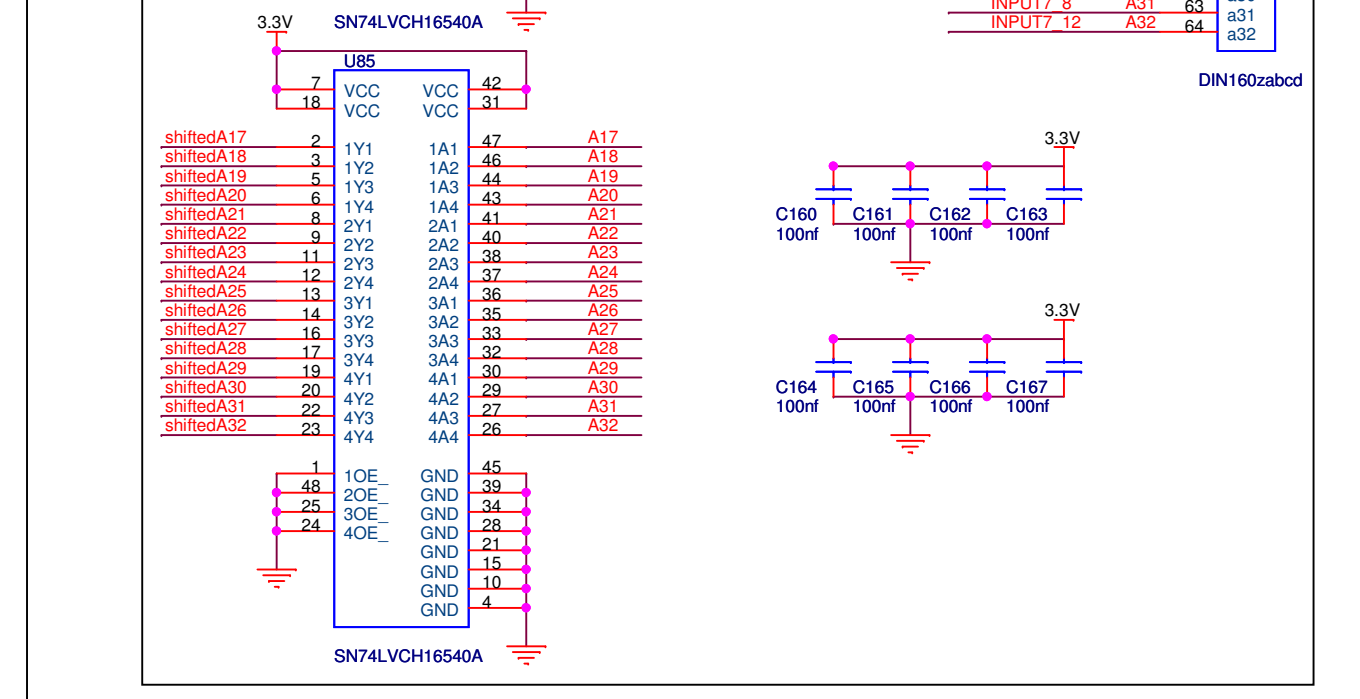 3.3V
SN74LVCH16540A
U85
7 VCC VCC 42
18 VCC VCC 31
shiftedA17 2 1Y1 1A1 47 A17
shiftedA18 3 1Y2 1A2 46 A18
shiftedA19 5 1Y3 1A3 44 A19
shiftedA20 6 1Y4 1A4 43 A20
shiftedA21 8 2Y1 2A1 41 A21
shiftedA22 9 2Y2 2A2 40 A22
shiftedA23 11 2Y3 2A3 38 A23
shiftedA24 12 2Y4 2A4 37 A24
shiftedA25 13 3Y1 3A1 36 A25
shiftedA26 14 3Y2 3A2 35 A26
shiftedA27 16 3Y3 3A3 33 A27
shiftedA28 17 3Y4 3A4 32 A28
shiftedA29 19 4Y1 4A1 30 A29
shiftedA30 20 4Y2 4A2 29 A30
shiftedA31 22 4Y3 4A3 27 A31
shiftedA32 23 4Y4 4A4 26 A32
1 1OE_ GND 45
48 2OE_ GND 39
25 3OE_ GND 34
24 4OE_ GND 28
GND 21
GND 15
GND 10
GND 4
SN74LVCH16540A
INPUT7_8 A31 63 a31
INPUT7_12 A32 64 a32
DIN160zabcd
3.3V
C160 C161 C162 C163
100nf 100nf 100nf 100nf
3.3V
C164 C165 C166 C167
100nf 100nf 100nf 100nf